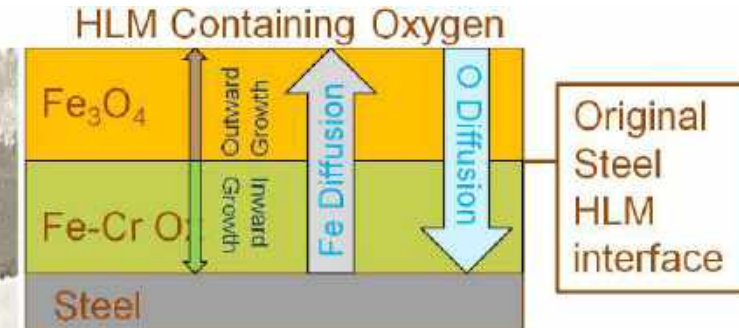 HLM Containing Oxygen
Fe₃O₄
Outward
Growth
Fe Diffusion
O Diffusion
Fe-Cr Ox
Inward
Growth
Steel
Original
Steel
HLM
interface